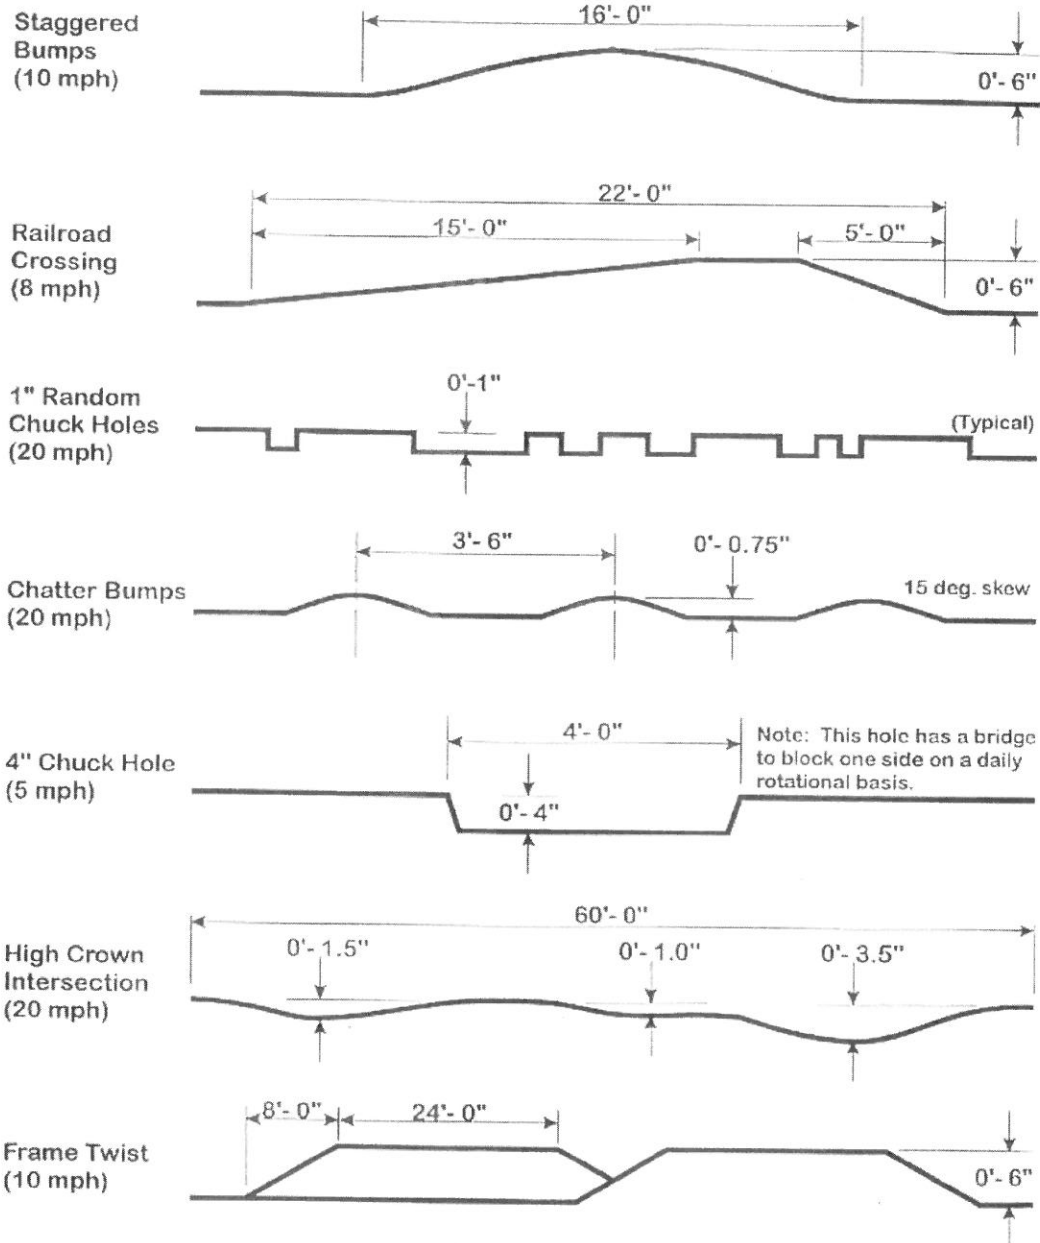 Staggered
Bumps
(10 mph)
16'- 0"
0'- 6"
Railroad
Crossing
(8 mph)
22'- 0"
15'- 0"
5'- 0"
0'- 6"
1" Random
Chuck Holes
(20 mph)
0'-1"
(Typical)
Chatter Bumps
(20 mph)
3'- 6"
0'- 0.75"
15 deg. skew
4" Chuck Hole
(5 mph)
4'- 0"
0'- 4"
Note: This hole has a bridge
to block one side on a daily
rotational basis.
High Crown
Intersection
(20 mph)
60'- 0"
0'- 1.5"
0'- 1.0"
0'- 3.5"
Frame Twist
(10 mph)
8'- 0"
24'- 0"
0'- 6"